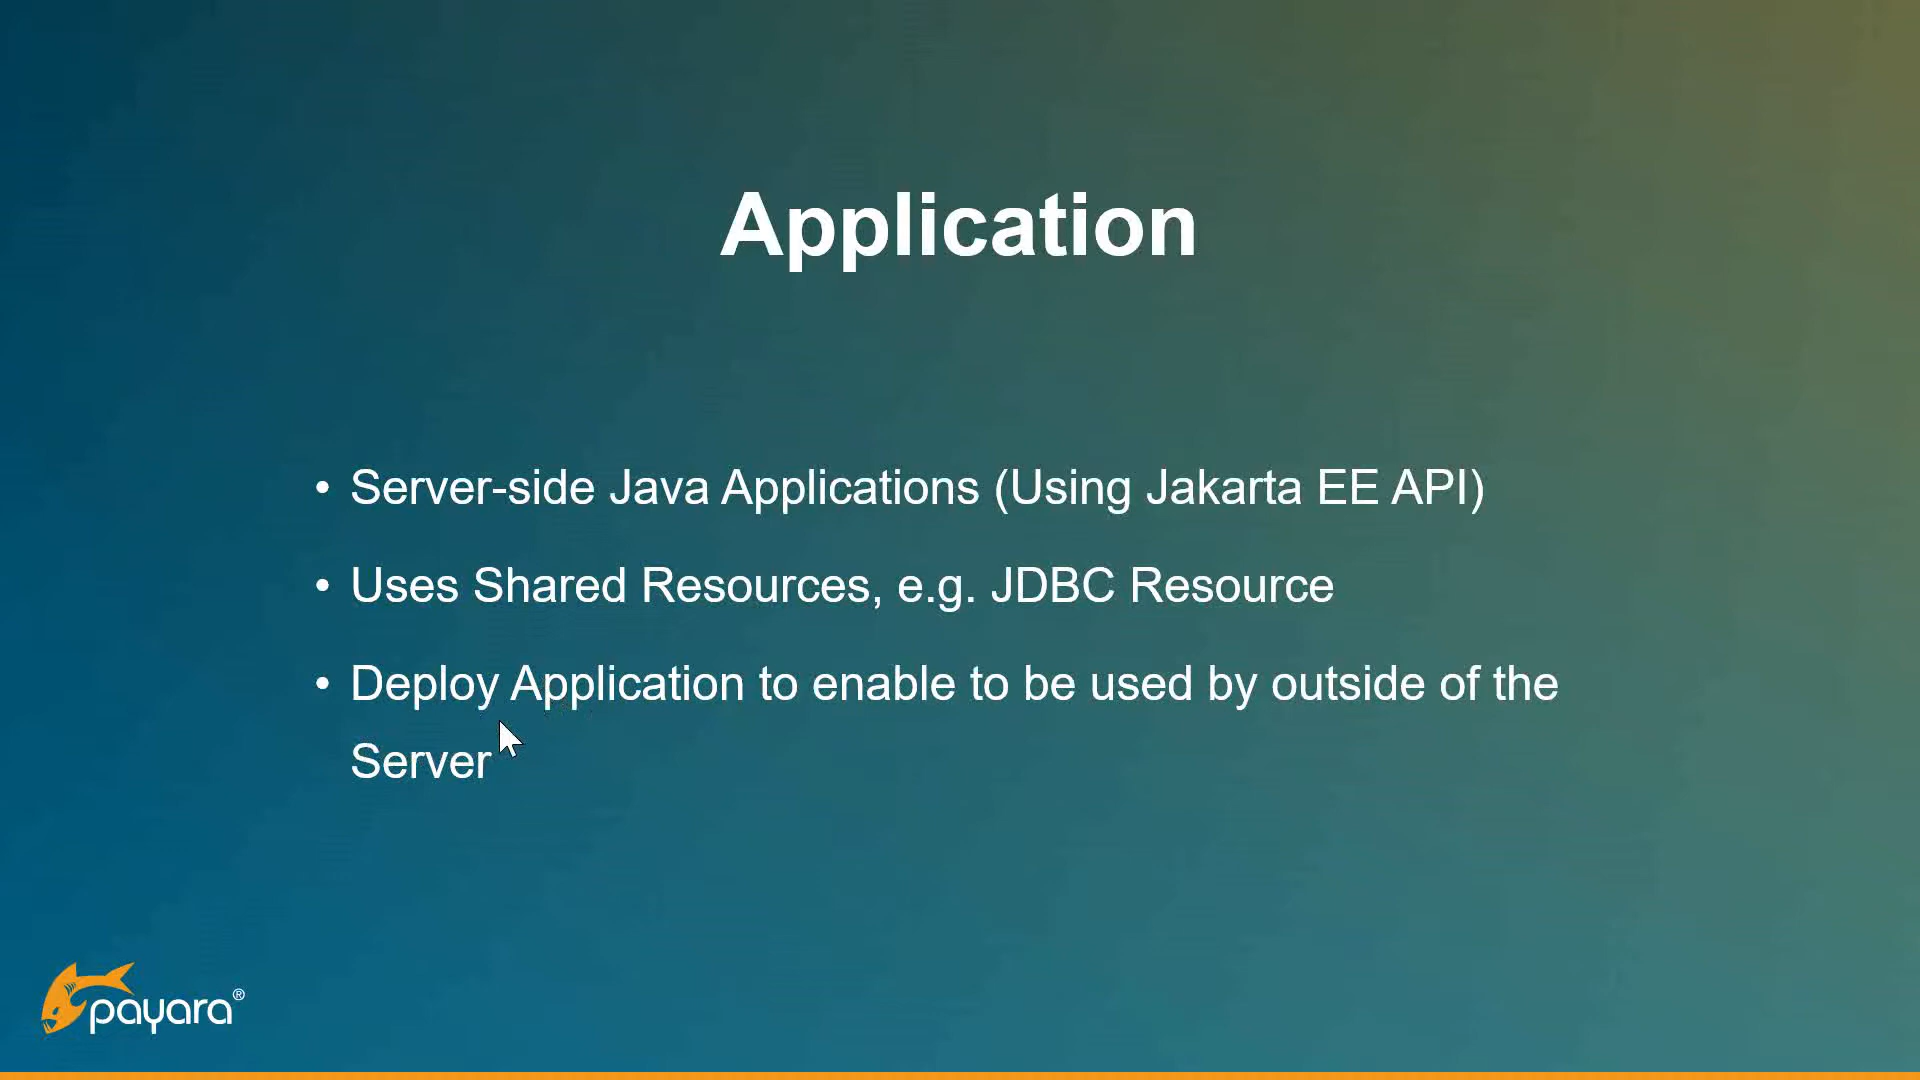 Application
• Server-side Java Applications (Using Jakarta EE API)
• Uses Shared Resources, e.g. JDBC Resource
• Deploy Application to enable to be used by outside of the
Server
payara®